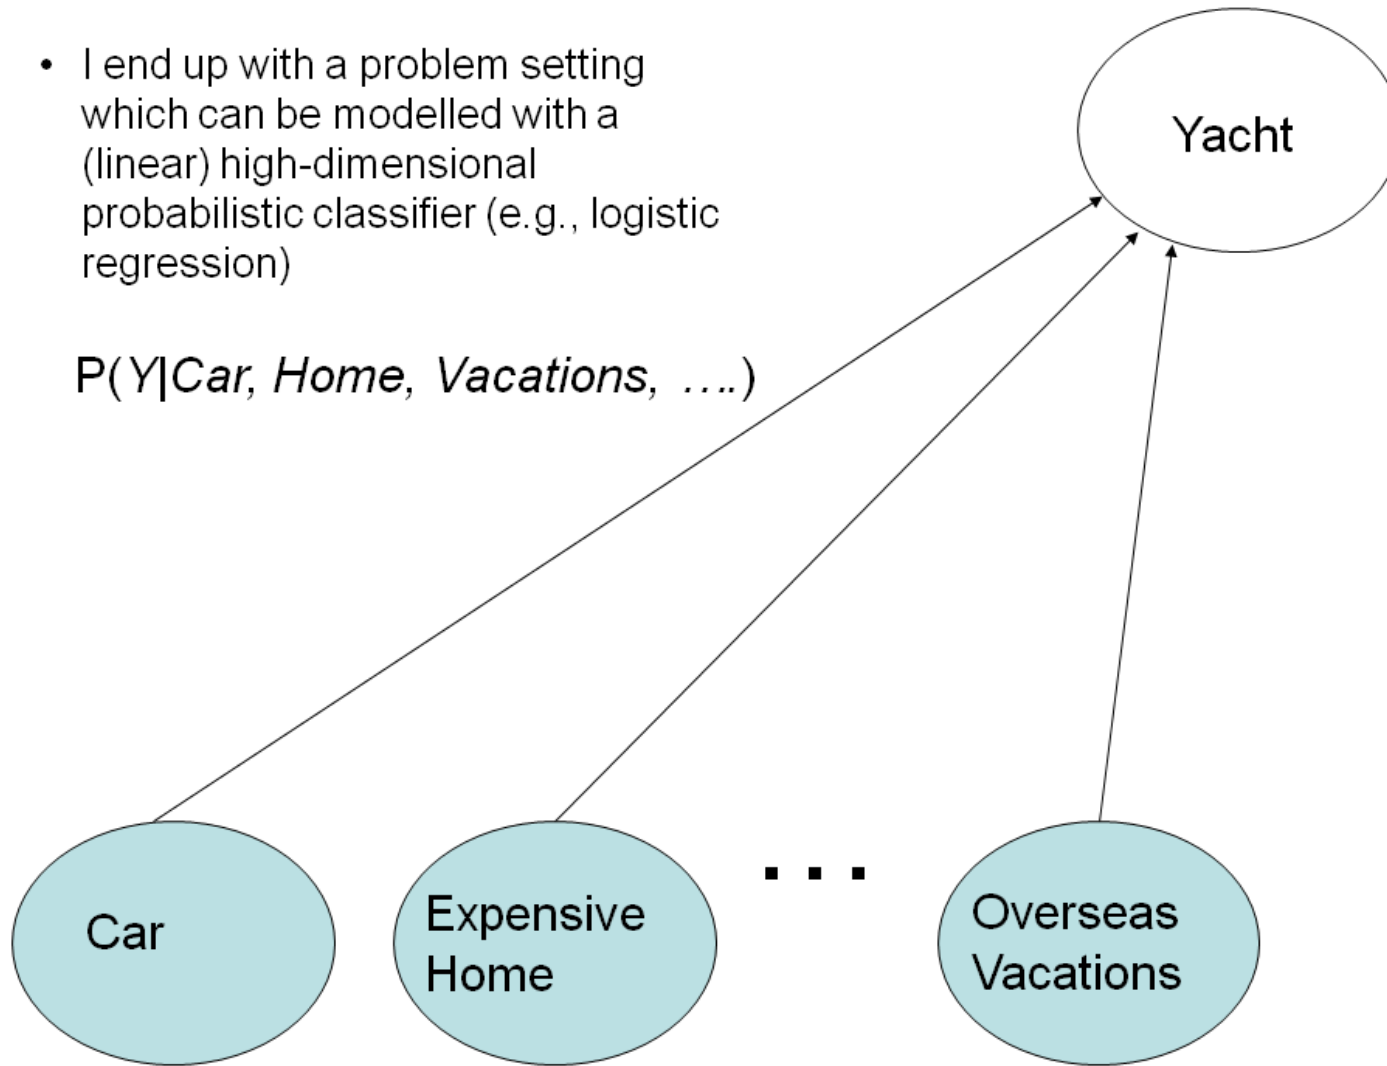 • I end up with a problem setting
which can be modelled with a
(linear) high-dimensional
probabilistic classifier (e.g., logistic
regression)
P(Y|Car, Home, Vacations, ….)
Yacht
Car
Expensive
Home
. . .
Overseas
Vacations